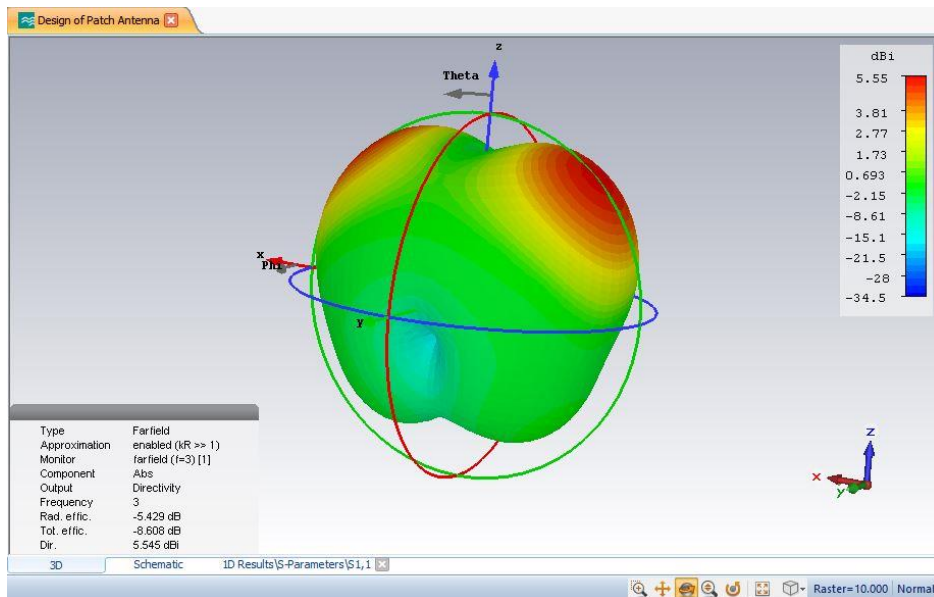 Design of Patch Antenna
z
Theta
x
Phi
y
dBi
5.55
3.81
2.77
1.73
0.693
-2.15
-8.61
-15.1
-21.5
-28
-34.5
Type Farfield
Approximation enabled (kR >> 1)
Monitor farfield (f=3) [1]
Component Abs
Output Directivity
Frequency 3
Rad. effic. -5.429 dB
Tot. effic. -8.608 dB
Dir. 5.545 dBi
z
x
y
3D Schematic 1D Results\S-Parameters\S1,1
Raster=10.000 Normal